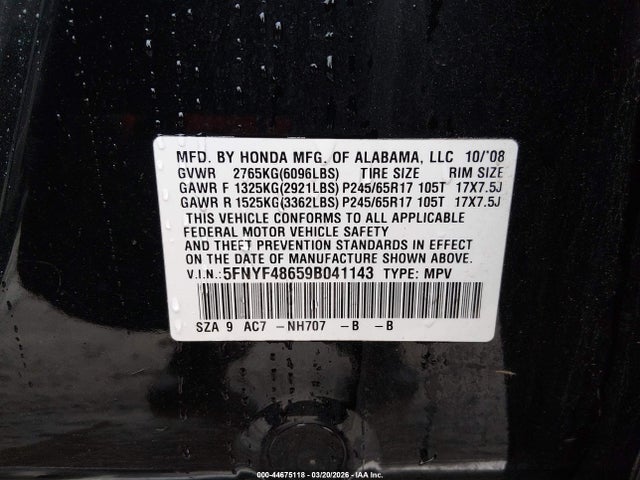 MFD. BY HONDA MFG. OF ALABAMA, LLC 10/'08
GVWR 2765KG(6096LBS) TIRE SIZE RIM SIZE
GAWR F 1325KG(2921LBS) P245/65R17 105T 17X7.5J
GAWR R 1525KG(3362LBS) P245/65R17 105T 17X7.5J
THIS VEHICLE CONFORMS TO ALL APPLICABLE
FEDERAL MOTOR VEHICLE SAFETY
AND THEFT PREVENTION STANDARDS IN EFFECT
ON THE DATE OF MANUFACTURE SHOWN ABOVE.
V.I.N.: 5FNYF48659B041143 TYPE: MPV
SZA 9 AC7 -NH707 -B -B
000-44675118 - 03/20/2026 - IAA Inc.